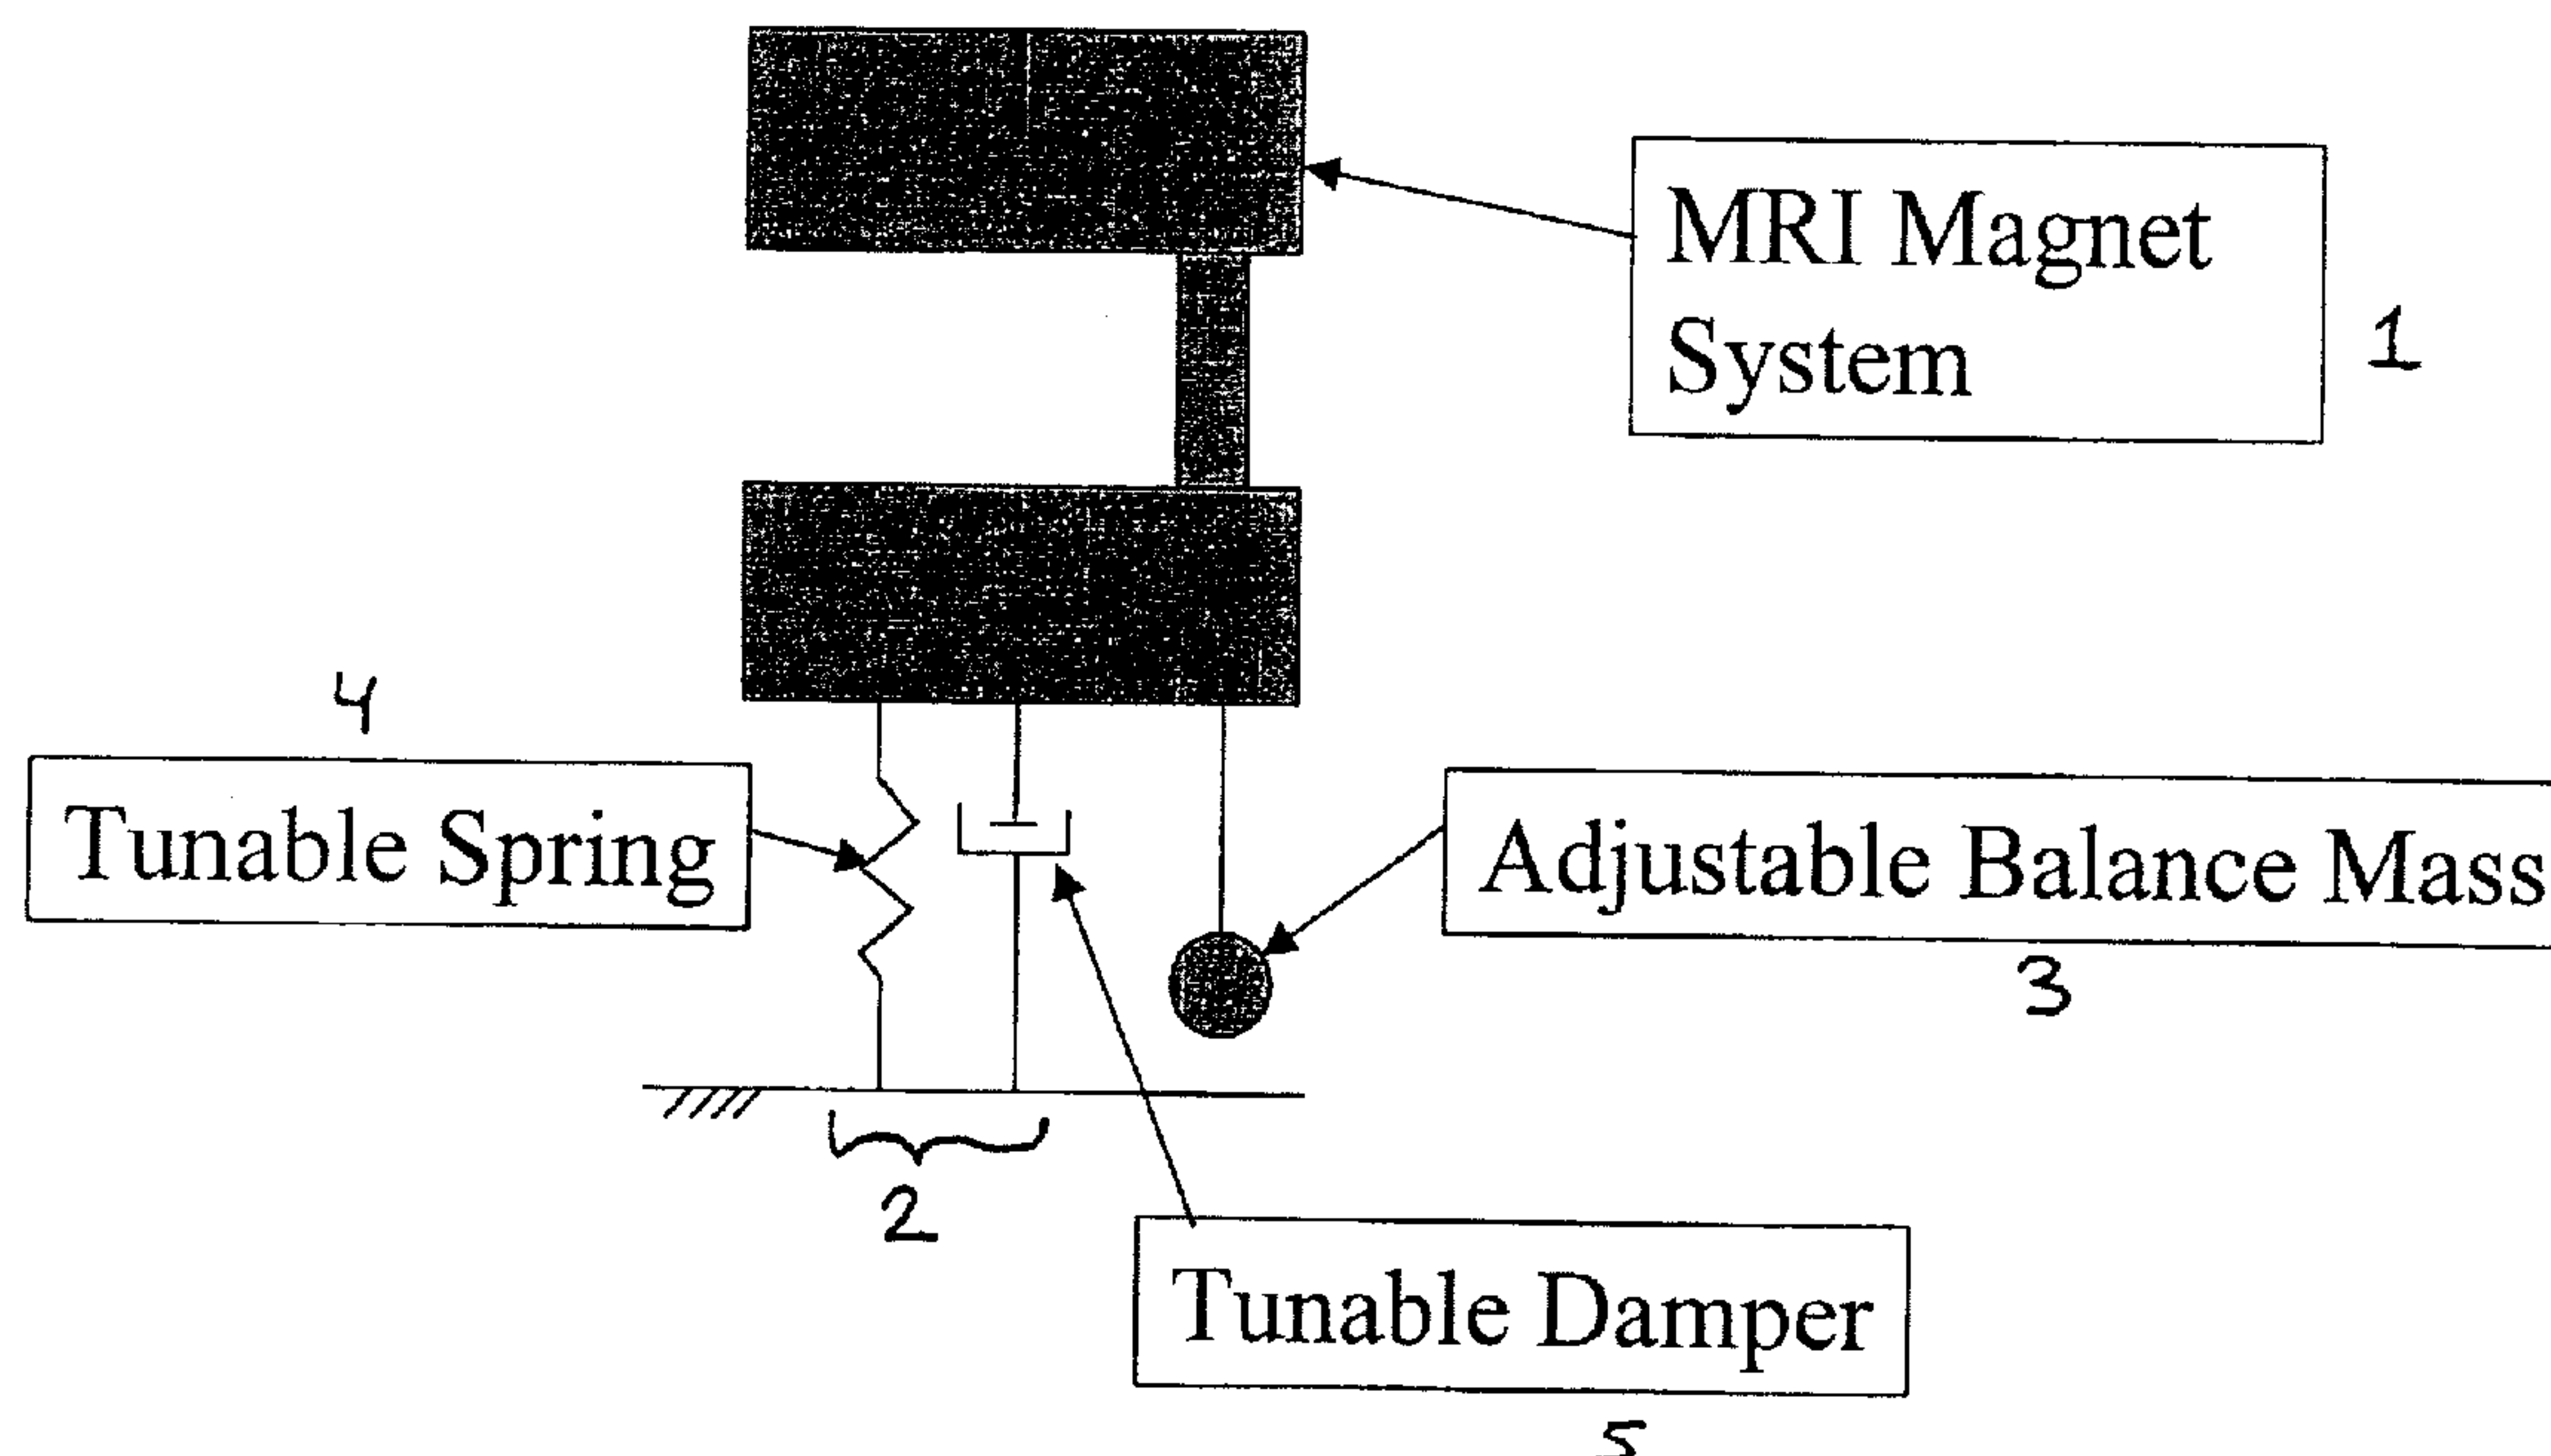 MRI Magnet
System
1
4
Tunable Spring
Adjustable Balance Mass
3
2
Tunable Damper
5